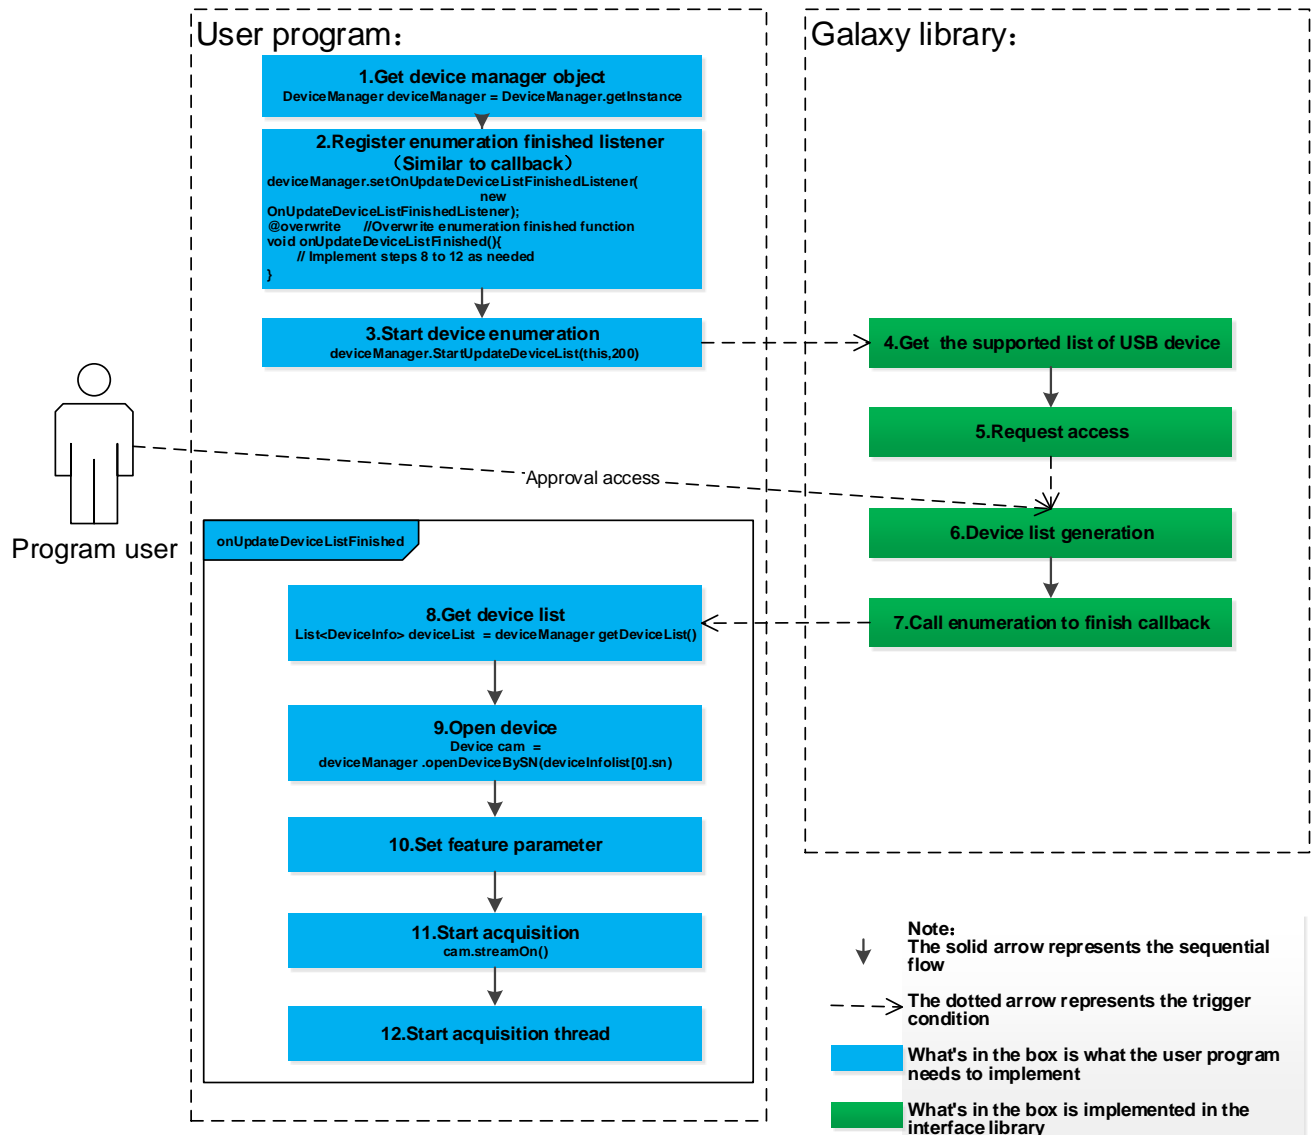 User program：
1.Get device manager object
DeviceManager deviceManager = DeviceManager.getInstance
2.Register enumeration finished listener
（Similar to callback）
deviceManager.setOnUpdateDeviceListFinishedListener(
new
OnUpdateDeviceListFinishedListener);
@overwrite //Overwrite enumeration finished function
void onUpdateDeviceListFinished(){
// Implement steps 8 to 12 as needed
}
3.Start device enumeration
deviceManager.StartUpdateDeviceList(this,200)
Galaxy library：
4.Get the supported list of USB device
5.Request access
Approval access
6.Device list generation
7.Call enumeration to finish callback
Program user
onUpdateDeviceListFinished
8.Get device list
List<DeviceInfo> deviceList = deviceManager getDeviceList()
9.Open device
Device cam =
deviceManager .openDeviceBySN(deviceInfolist[0].sn)
10.Set feature parameter
11.Start acquisition
cam.streamOn()
12.Start acquisition thread
Note：
The solid arrow represents the sequential
flow
The dotted arrow represents the trigger
condition
What's in the box is what the user program
needs to implement
What's in the box is implemented in the
interface library